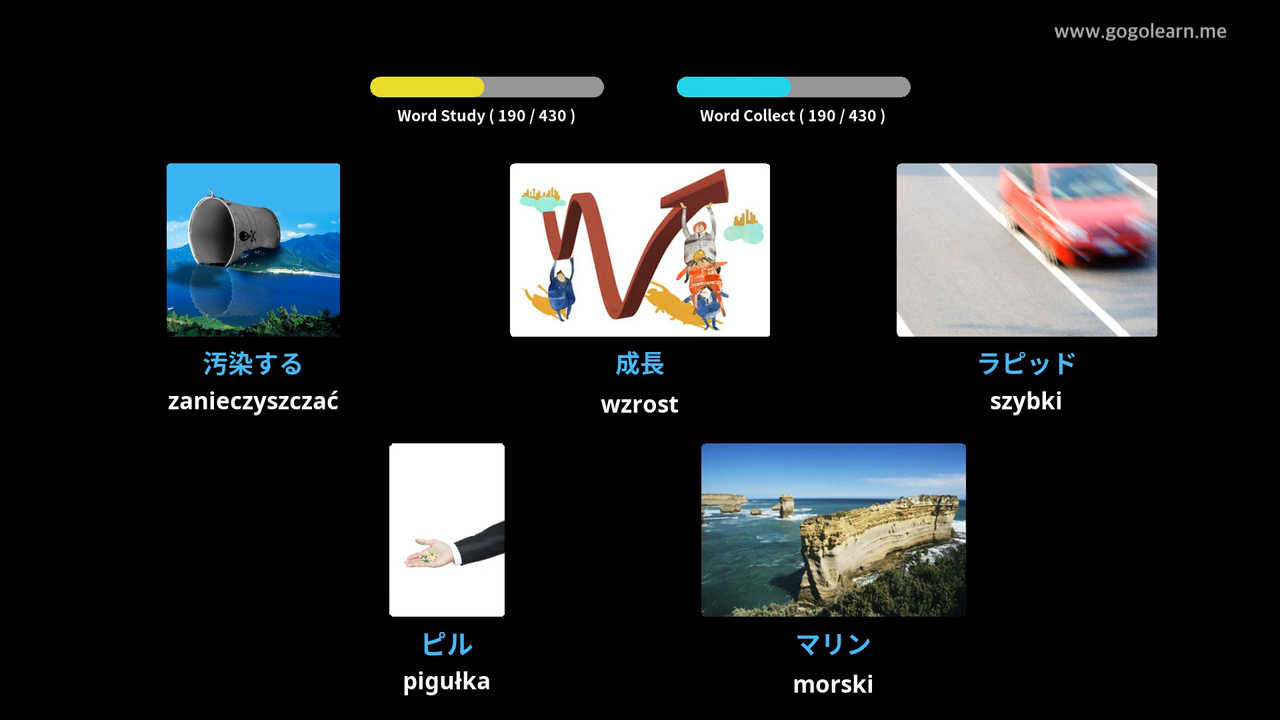 www.gogolearn.me
Word Study ( 190 / 430 )
Word Collect ( 190 / 430 )
汚染する
zanieczyszczać
成長
wzrost
ラピッド
szybki
ピル
pigułka
マリン
morski